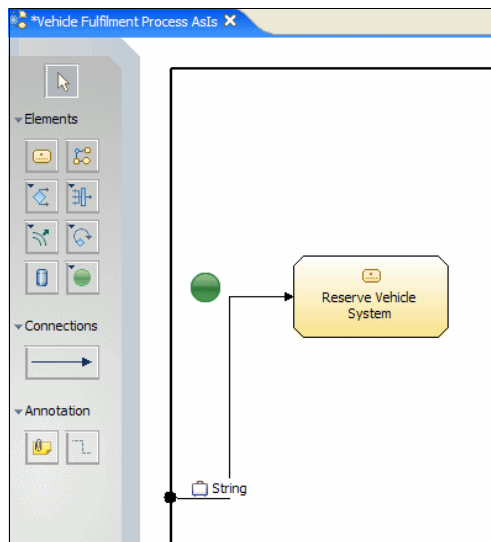 *Vehicle Fulfilment Process AsIs
Elements
Connections
Annotation
Reserve Vehicle
System
String